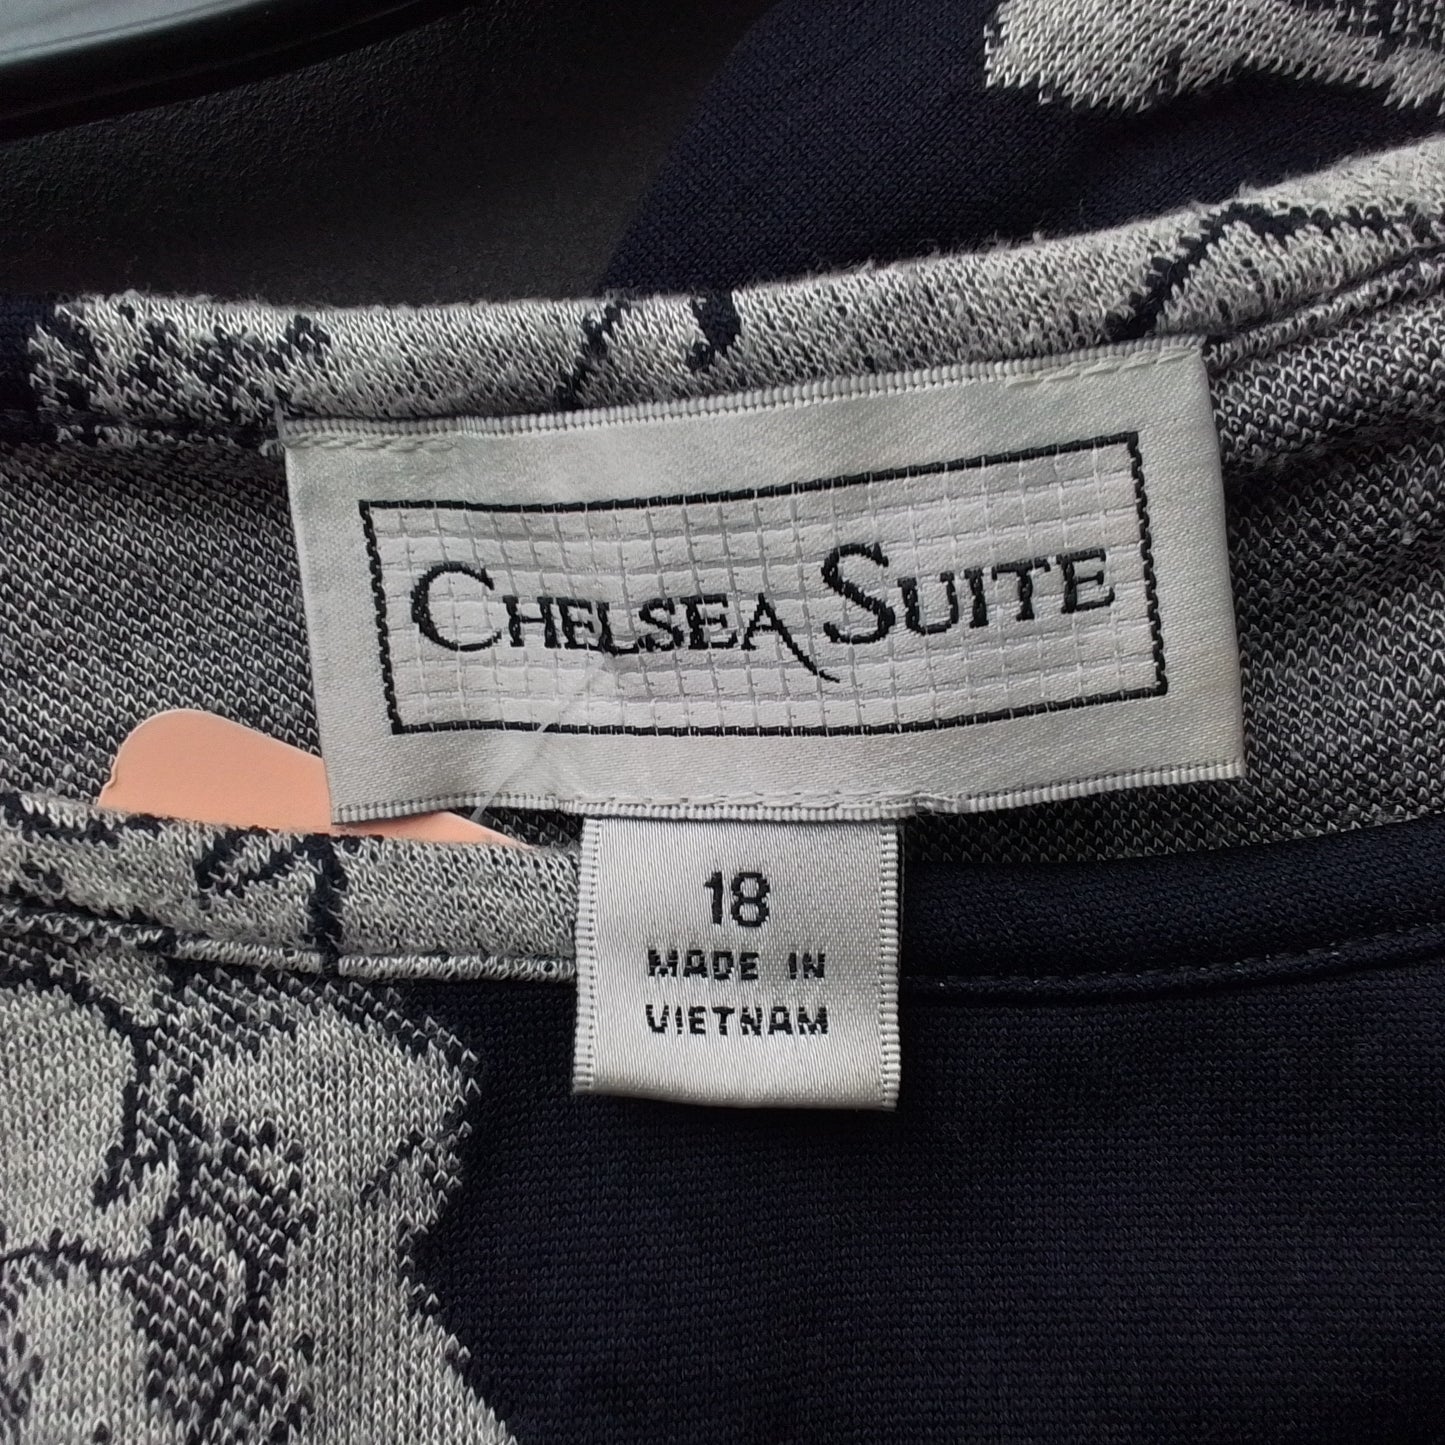 CHELSEA SUITE
18
MADE IN
VIETNAM